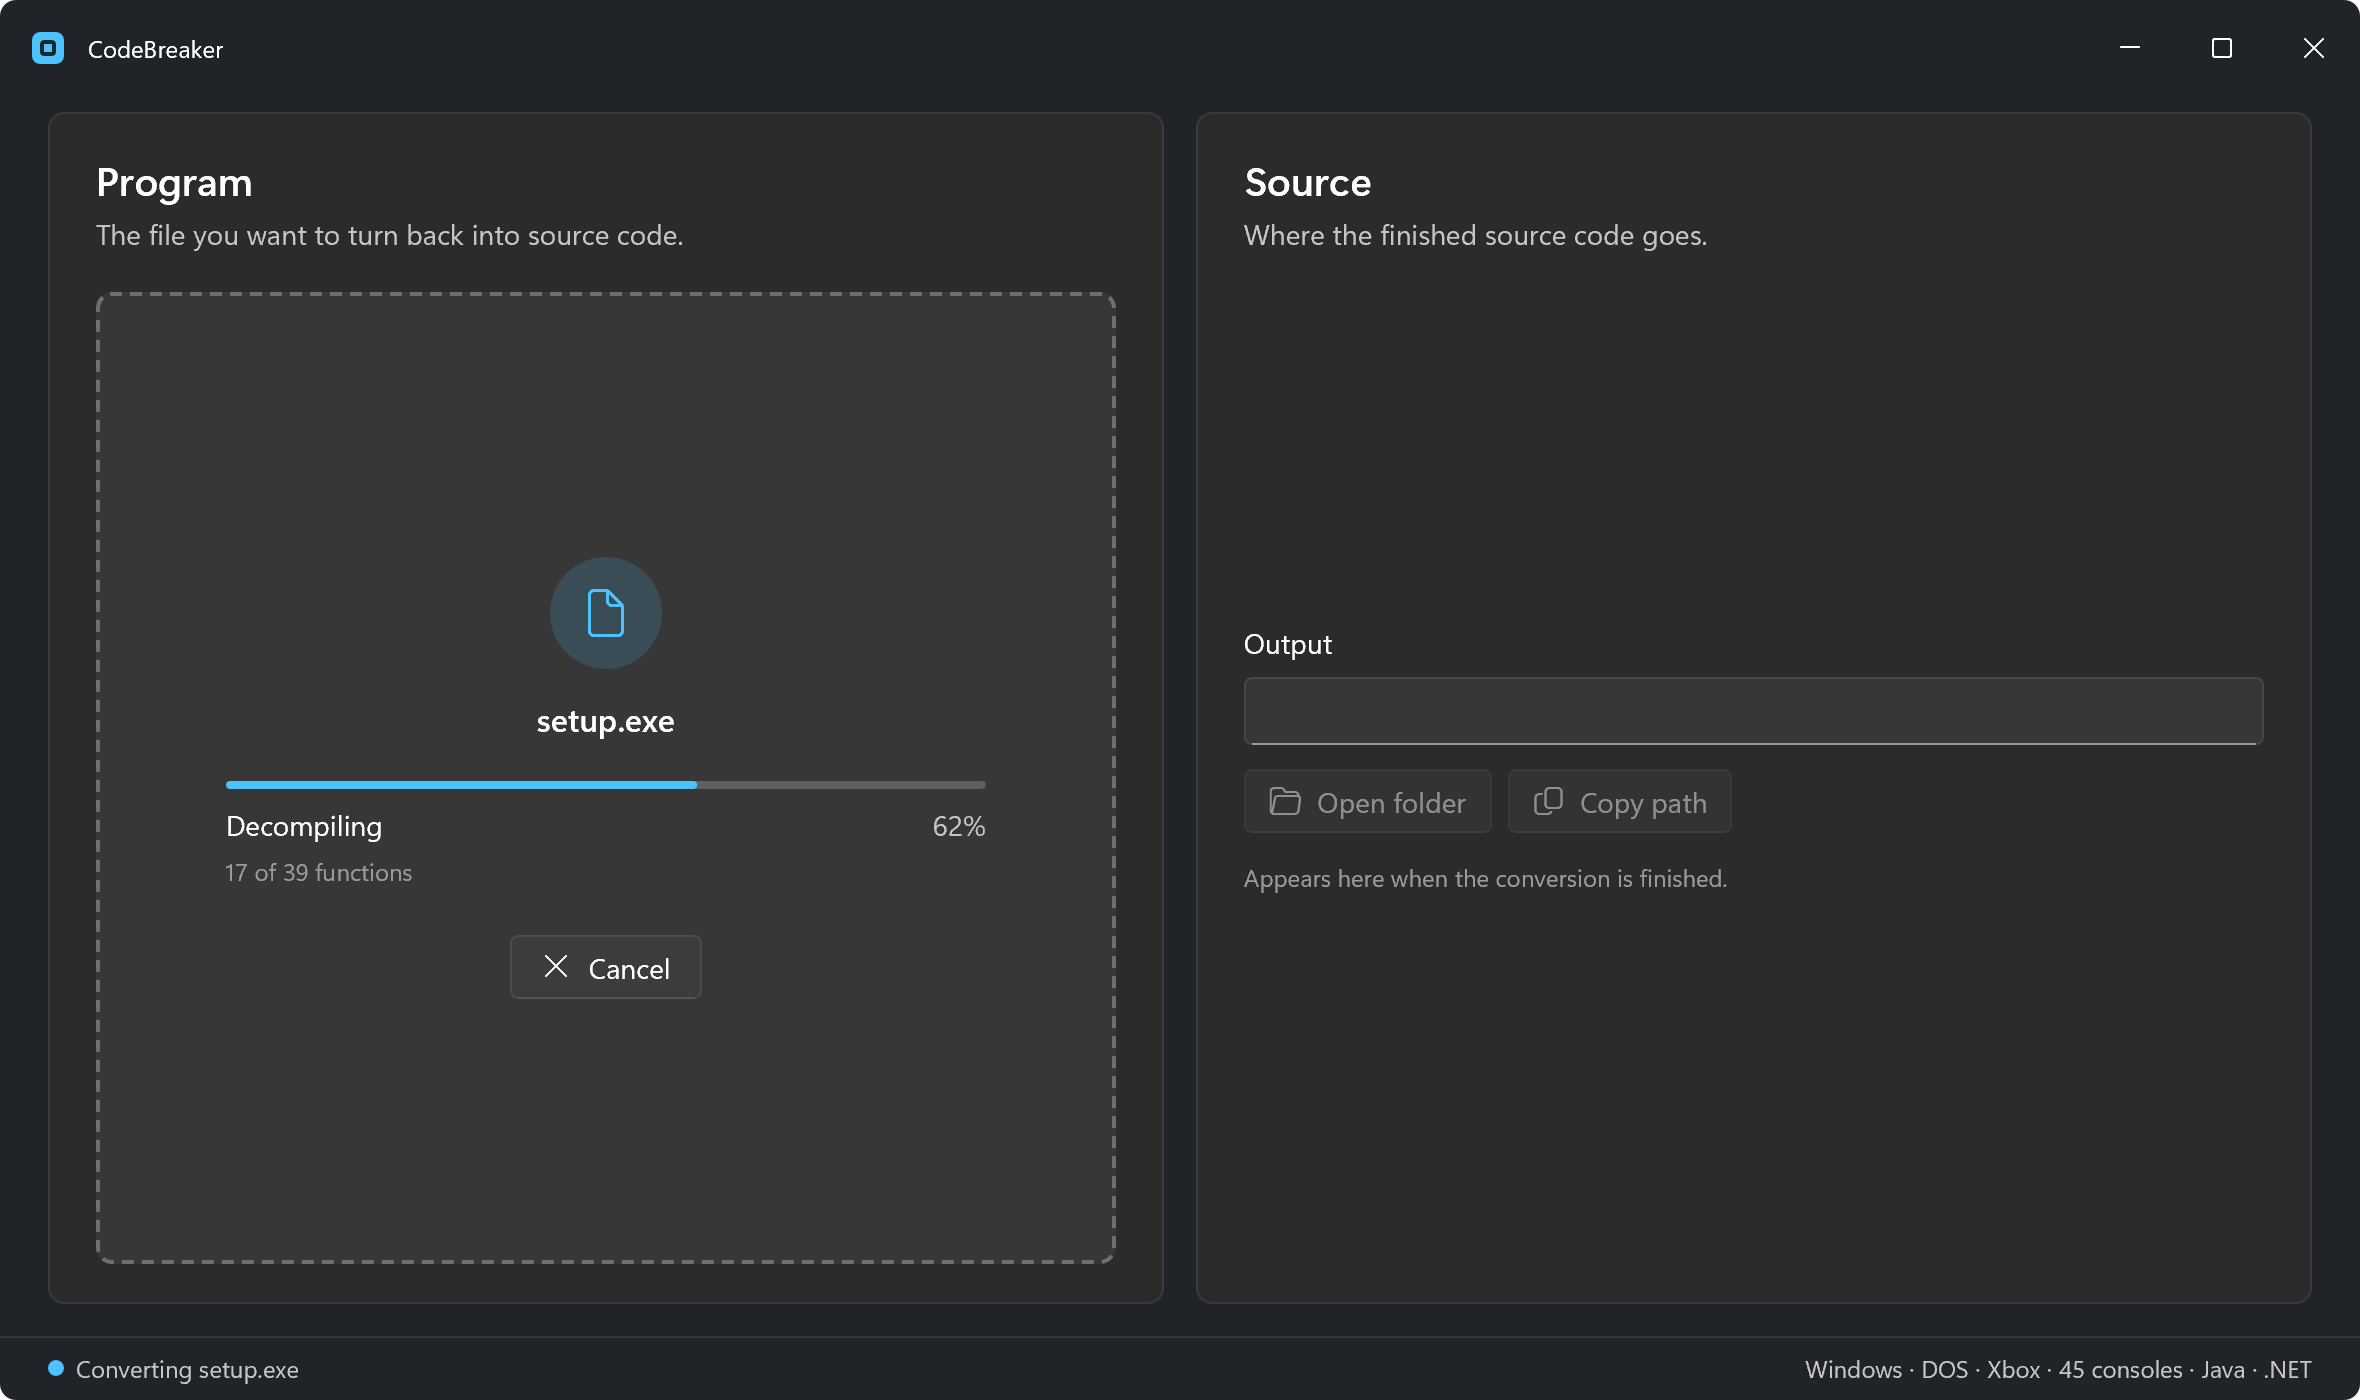 CodeBreaker
Program
The file you want to turn back into source code.
setup.exe
Decompiling 62%
17 of 39 functions
Cancel
Source
Where the finished source code goes.
Output
Open folder
Copy path
Appears here when the conversion is finished.
Converting setup.exe
Windows · DOS · Xbox · 45 consoles · Java · .NET